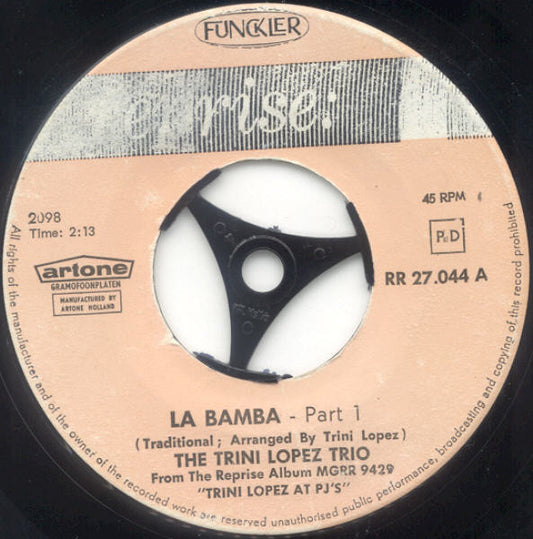 FUNCKLER
rise:
2098
Time: 2:13
45 RPM
P.D
RR 27.044 A
artone
GRAMOFOONPLATEN
MANUFACTURED BY
ARTONE HOLLAND
LA BAMBA - Part 1
(Traditional; Arranged By Trini Lopez)
THE TRINI LOPEZ TRIO
From The Reprise Album MGRR 9429
"TRINI LOPEZ AT PJ'S"
All rights of the manufacturer and of the owner of the recorded work are reserved unauthorised public performance, broadcasting and copying of this record prohibited